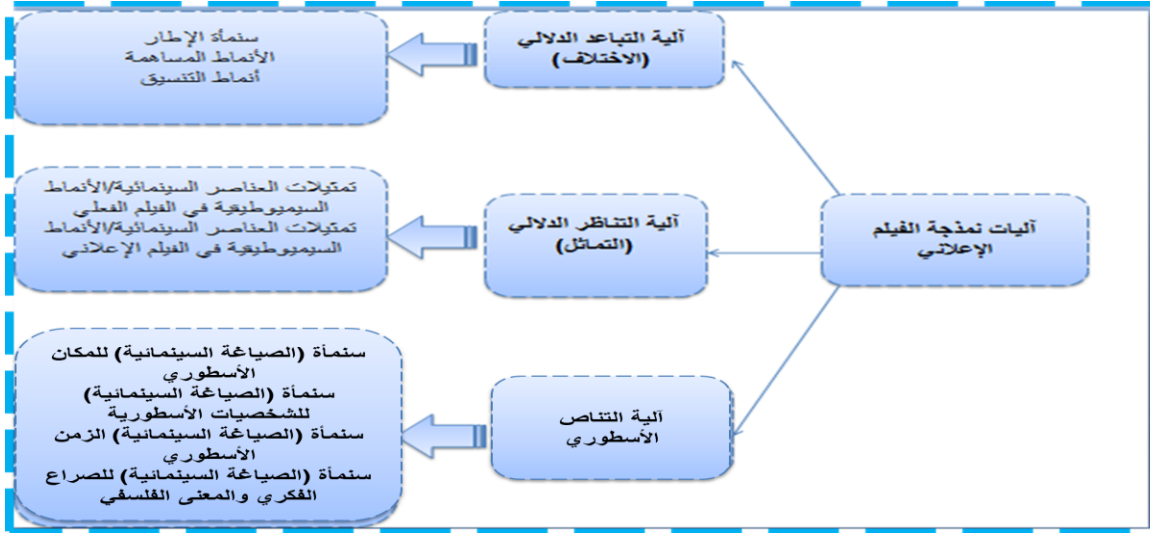 آليات نمذجة الفيلم
الإعلاني
آلية التباعد الدلالي
(الاختلاف)
سنمأة الإطار
الأنماط المساهمة
أنماط التنسيق
آلية التناظر الدلالي
(التماثل)
تمثيلات العناصر السينمائية/الأنماط
السيميوطيقية في الفيلم الفعلي
تمثيلات العناصر السينمائية/الأنماط
السيميوطيقية في الفيلم الإعلاني
آلية التناص
الأسطوري
سنمأة (الصياغة السينمائية) للمكان
الأسطوري
سنمأة (الصياغة السينمائية)
للشخصيات الأسطورية
سنمأة (الصياغة السينمائية) الزمن
الأسطوري
سنمأة (الصياغة السينمائية) للصراع
الفكري والمعنى الفلسفي